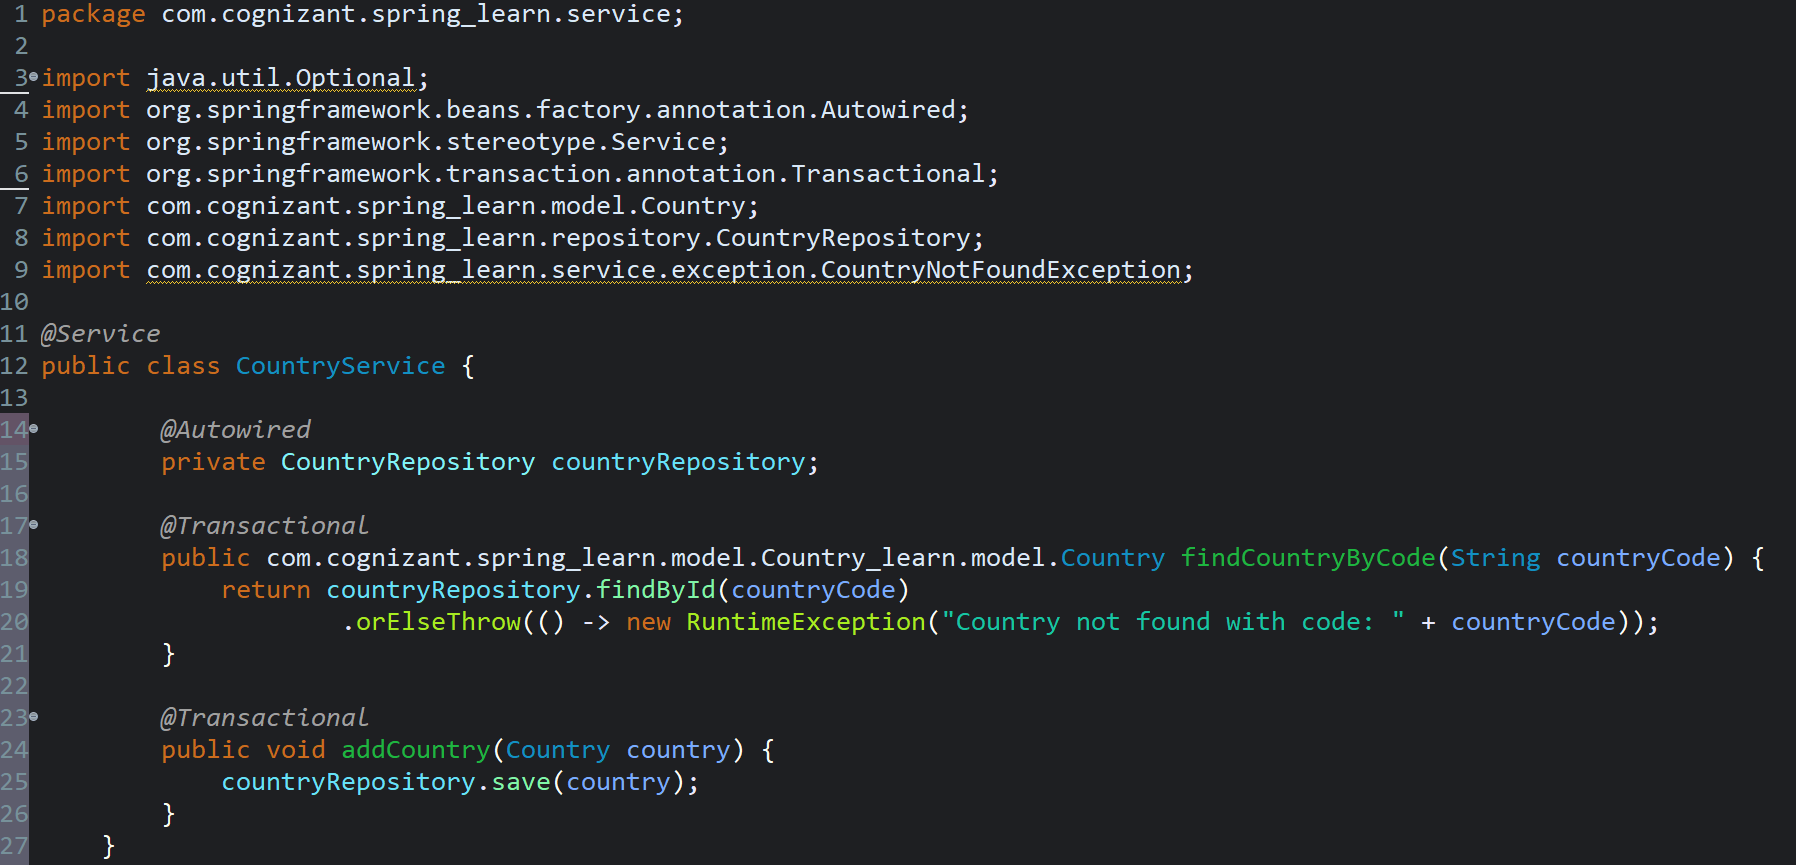 1 package com.cognizant.spring_learn.service;
2
3 import java.util.Optional;
4 import org.springframework.beans.factory.annotation.Autowired;
5 import org.springframework.stereotype.Service;
6 import org.springframework.transaction.annotation.Transactional;
7 import com.cognizant.spring_learn.model.Country;
8 import com.cognizant.spring_learn.repository.CountryRepository;
9 import com.cognizant.spring_learn.service.exception.CountryNotFoundException;
10
11 @Service
12 public class CountryService {
13
14         @Autowired
15         private CountryRepository countryRepository;
16
17         @Transactional
18         public com.cognizant.spring_learn.model.Country_learn.model.Country findCountryByCode(String countryCode) {
19             return countryRepository.findById(countryCode)
20                     .orElseThrow(() -> new RuntimeException("Country not found with code: " + countryCode));
21         }
22
23         @Transactional
24         public void addCountry(Country country) {
25             countryRepository.save(country);
26         }
27     }